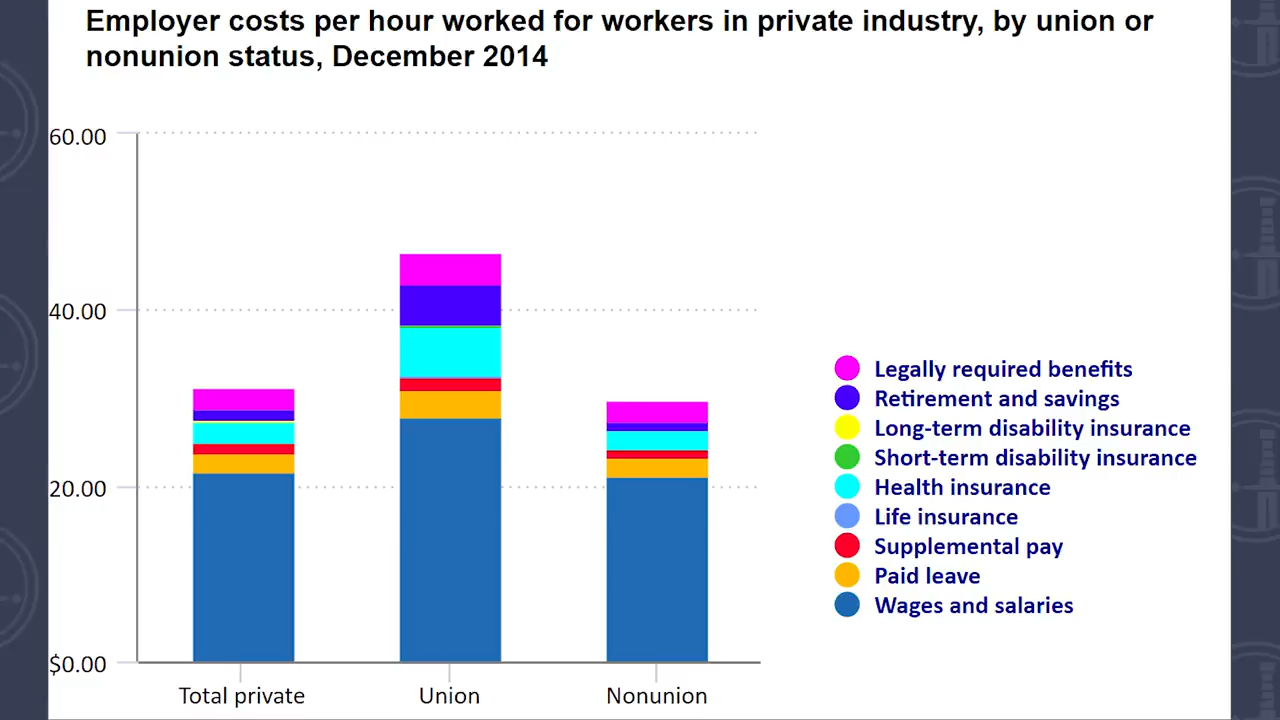 Employer costs per hour worked for workers in private industry, by union or
nonunion status, December 2014
60.00
40.00
20.00
$0.00
Total private
Union
Nonunion
Legally required benefits
Retirement and savings
Long-term disability insurance
Short-term disability insurance
Health insurance
Life insurance
Supplemental pay
Paid leave
Wages and salaries